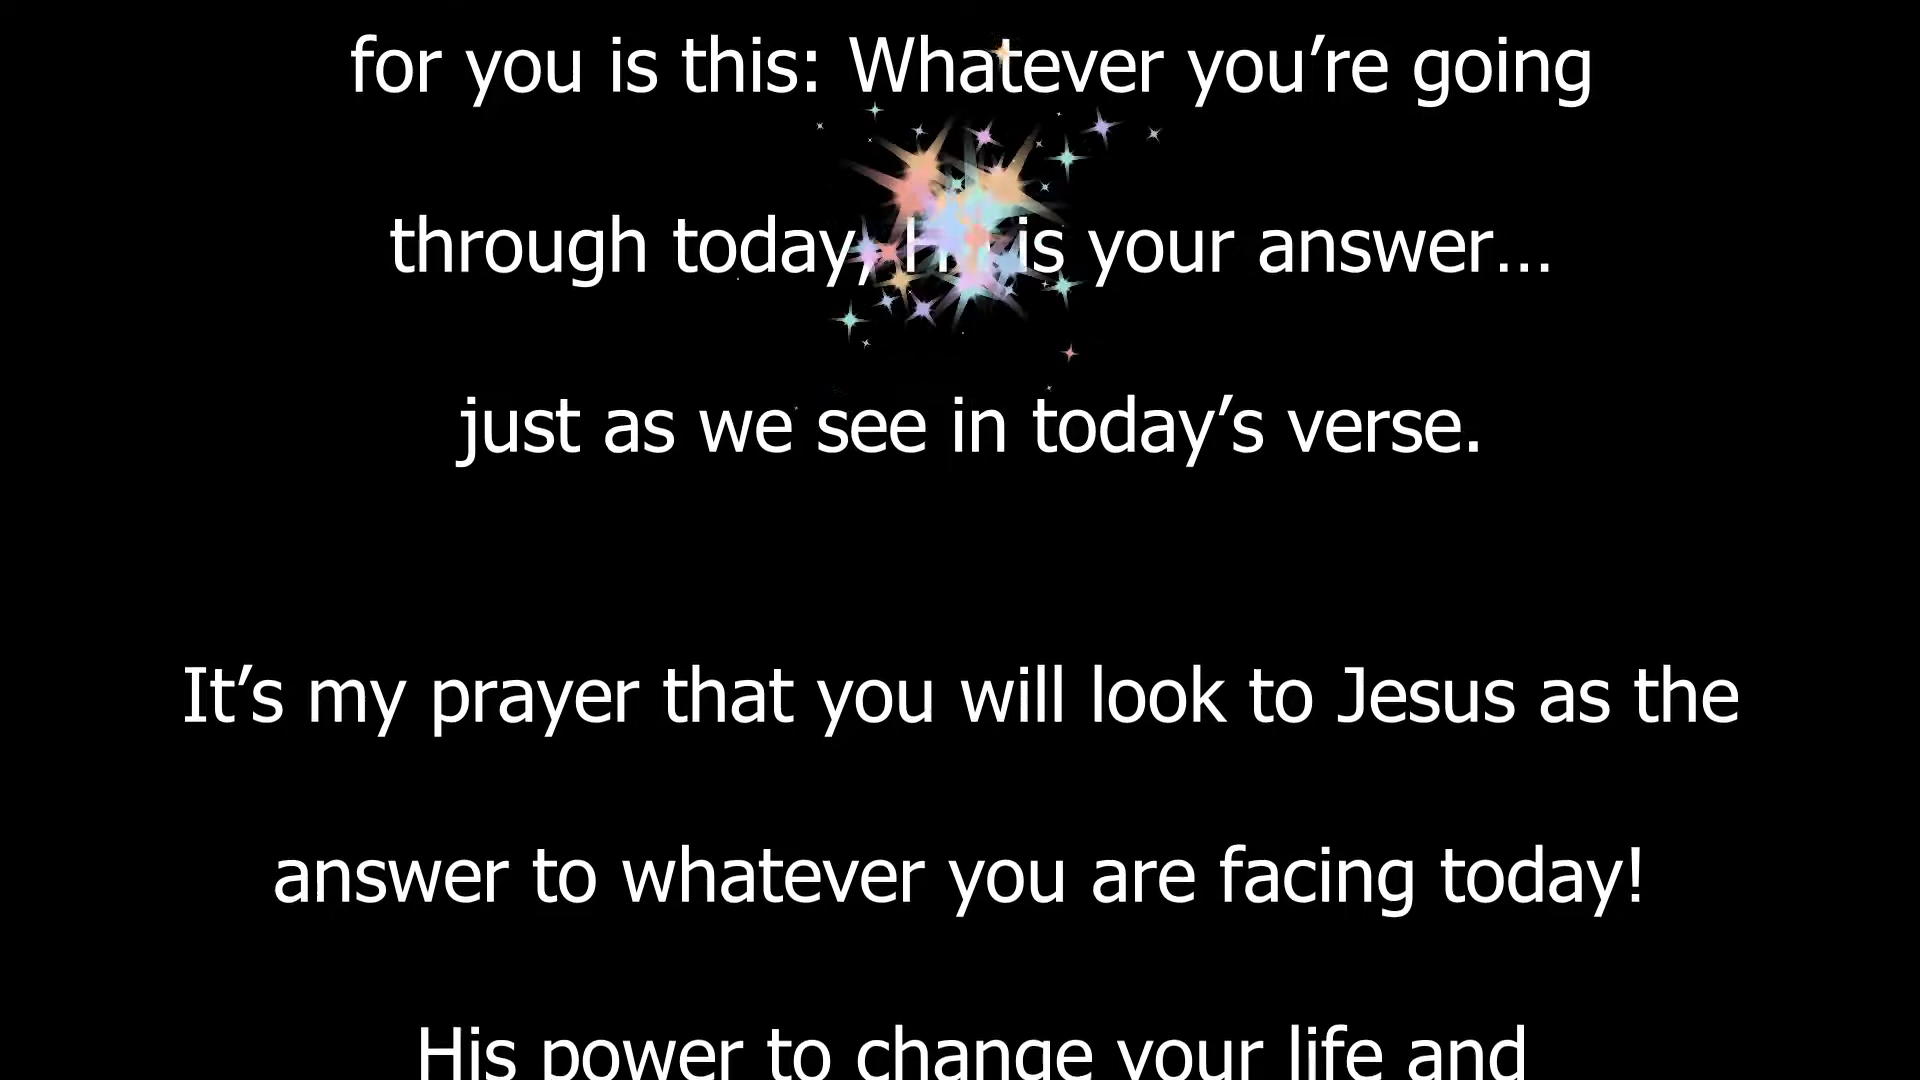 for you is this: Whatever you’re going
through today, is your answer...
just as we see in today’s verse.
It’s my prayer that you will look to Jesus as the
answer to whatever you are facing today!
His power to change your life and